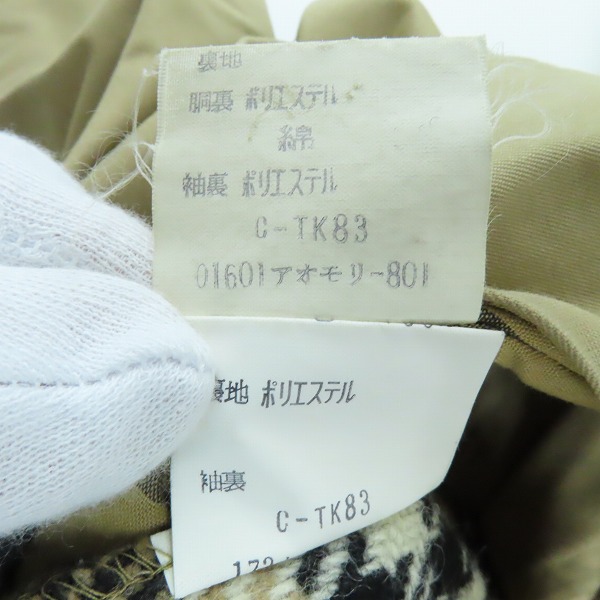 裏地
胴裏 ポリエステル
綿
袖裏 ポリエステル
C-TK83
01601アオモリ-801
裏地 ポリエステル
袖裏
C-TK83